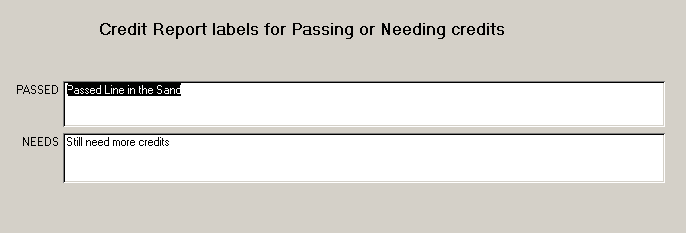 Credit Report labels for Passing or Needing credits
PASSED Passed Line in the Sand
NEEDS Still need more credits